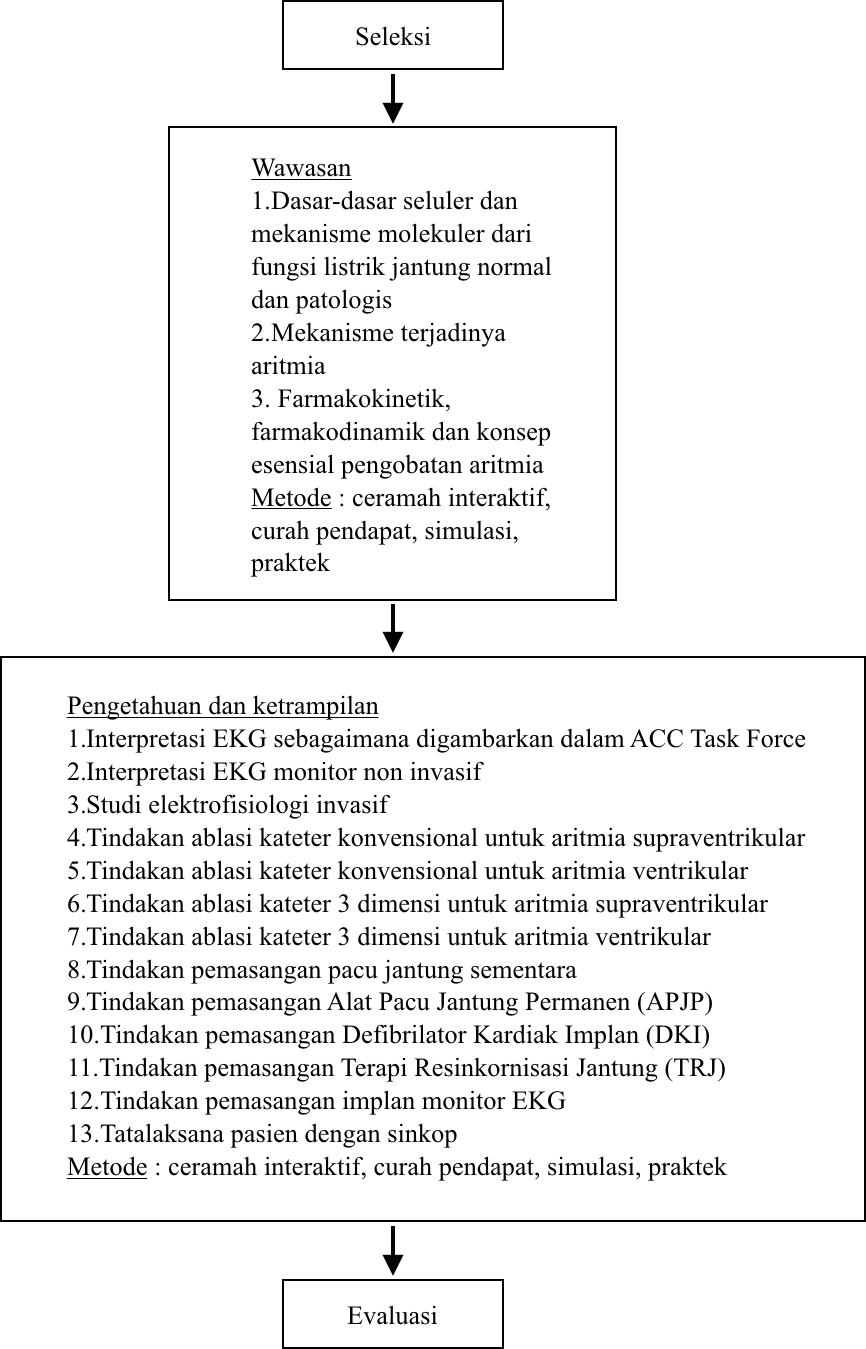 Seleksi
Wawasan
1.Dasar-dasar seluler dan
mekanisme molekuler dari
fungsi listrik jantung normal
dan patologis
2.Mekanisme terjadinya
aritmia
3. Farmakokinetik,
farmakodinamik dan konsep
esensial pengobatan aritmia
Metode : ceramah interaktif,
curah pendapat, simulasi,
praktek
Pengetahuan dan ketrampilan
1.Interpretasi EKG sebagaimana digambarkan dalam ACC Task Force
2.Interpretasi EKG monitor non invasif
3.Studi elektrofisiologi invasif
4.Tindakan ablasi kateter konvensional untuk aritmia supraventrikular
5.Tindakan ablasi kateter konvensional untuk aritmia ventrikular
6.Tindakan ablasi kateter 3 dimensi untuk aritmia supraventrikular
7.Tindakan ablasi kateter 3 dimensi untuk aritmia ventrikular
8.Tindakan pemasangan pacu jantung sementara
9.Tindakan pemasangan Alat Pacu Jantung Permanen (APJP)
10.Tindakan pemasangan Defibrilator Kardiak Implan (DKI)
11.Tindakan pemasangan Terapi Resinkornisasi Jantung (TRJ)
12.Tindakan pemasangan implan monitor EKG
13.Tatalaksana pasien dengan sinkop
Metode : ceramah interaktif, curah pendapat, simulasi, praktek
Evaluasi